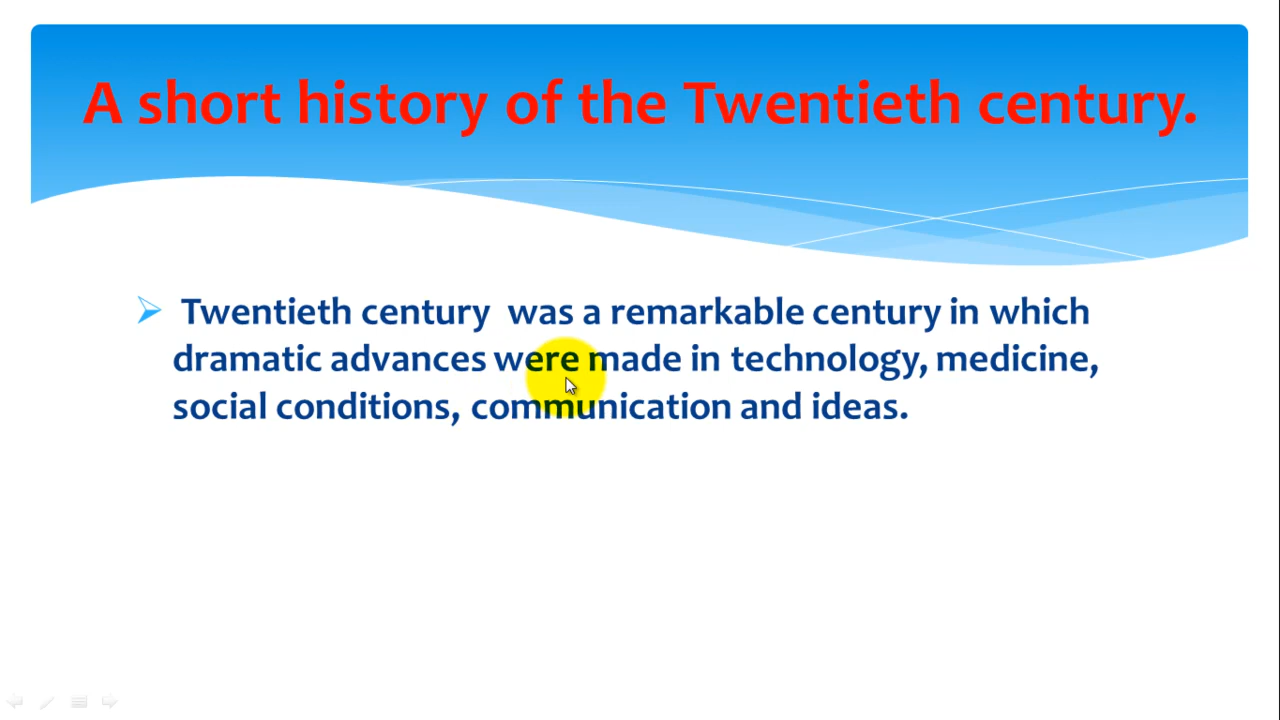 A short history of the Twentieth century.
Twentieth century  was a remarkable century in which
dramatic advances were made in technology, medicine,
social conditions, communication and ideas.